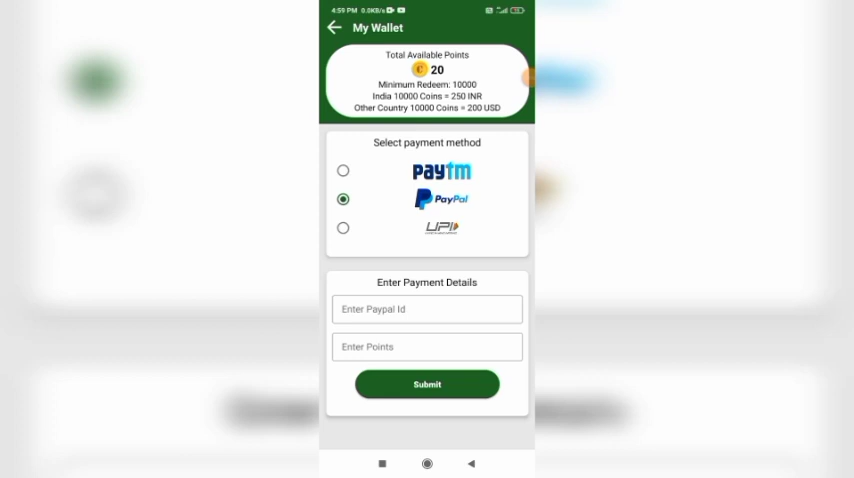 4:59 PM 0.0KB/s
My Wallet
Total Available Points
20
Minimum Redeem: 10000
India 10000 Coins = 250 INR
Other Country 10000 Coins = 200 USD
Select payment method
paytm
PayPal
UPI
Enter Payment Details
Enter Paypal Id
Enter Points
Submit